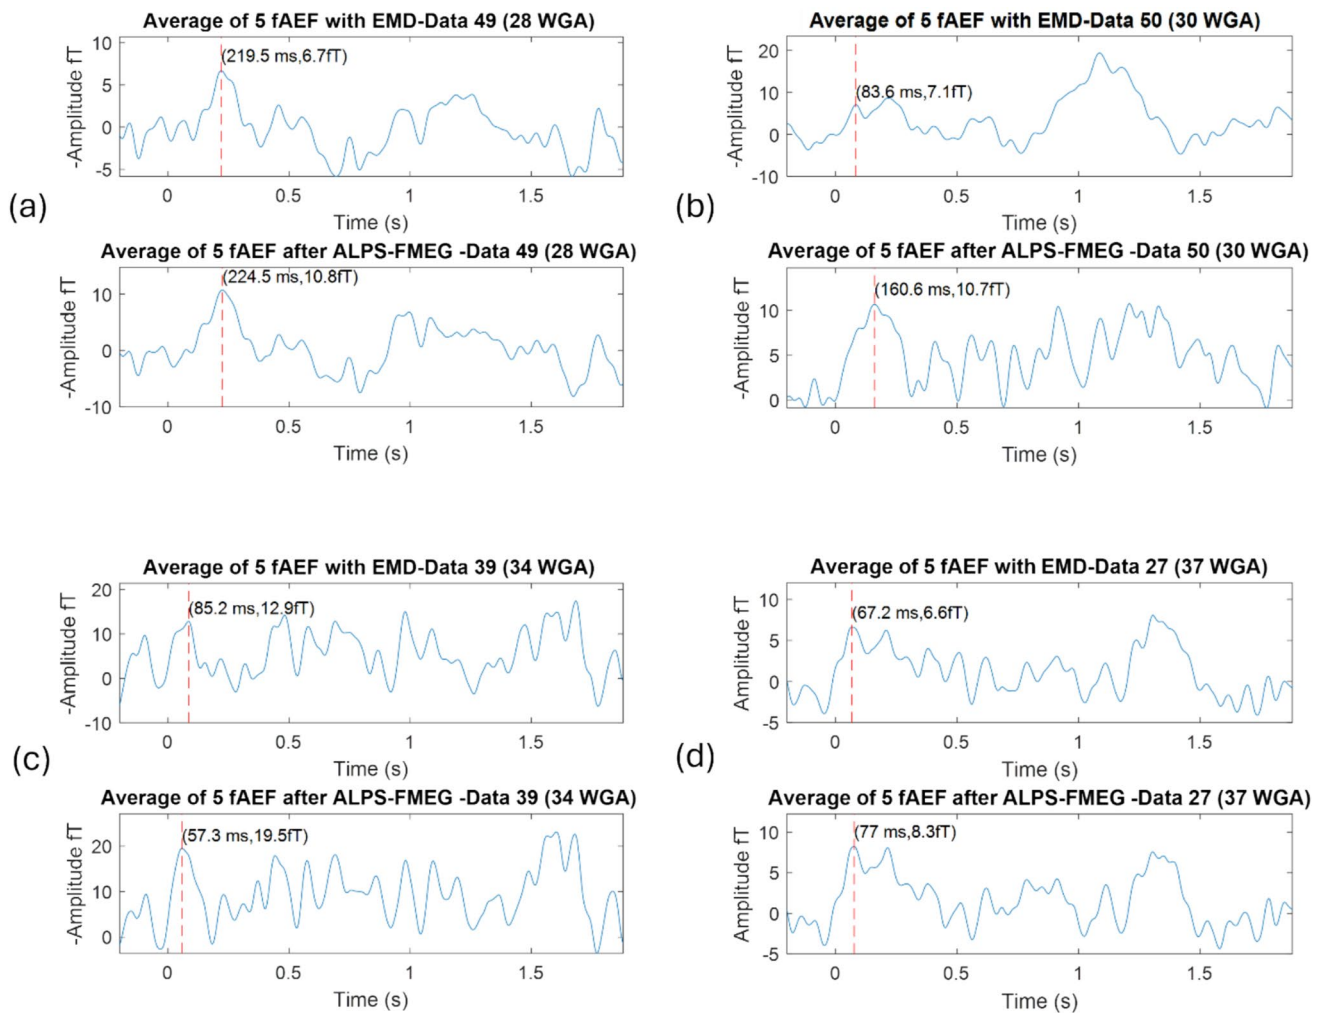 Average of 5 fAEF with EMD-Data 49 (28 WGA)
(219.5 ms,6.7fT)
-Amplitude fT
10
5
0
-5
0 0.5 1 1.5
Time (s)
(a)
Average of 5 fAEF after ALPS-FMEG -Data 49 (28 WGA)
(224.5 ms,10.8fT)
-Amplitude fT
10
0
-10
0 0.5 1 1.5
Time (s)
Average of 5 fAEF with EMD-Data 50 (30 WGA)
(83.6 ms,7.1fT)
-Amplitude fT
20
10
0
-10
0 0.5 1 1.5
Time (s)
(b)
Average of 5 fAEF after ALPS-FMEG -Data 50 (30 WGA)
(160.6 ms,10.7fT)
-Amplitude fT
10
5
0
0 0.5 1 1.5
Time (s)
Average of 5 fAEF with EMD-Data 39 (34 WGA)
(85.2 ms,12.9fT)
-Amplitude fT
20
10
0
-10
0 0.5 1 1.5
Time (s)
(c)
Average of 5 fAEF after ALPS-FMEG -Data 39 (34 WGA)
(57.3 ms,19.5fT)
-Amplitude fT
20
10
0
0 0.5 1 1.5
Time (s)
Average of 5 fAEF with EMD-Data 27 (37 WGA)
(67.2 ms,6.6fT)
Amplitude fT
10
5
0
-5
0 0.5 1 1.5
Time (s)
(d)
Average of 5 fAEF after ALPS-FMEG -Data 27 (37 WGA)
(77 ms,8.3fT)
Amplitude fT
10
5
0
-5
0 0.5 1 1.5
Time (s)